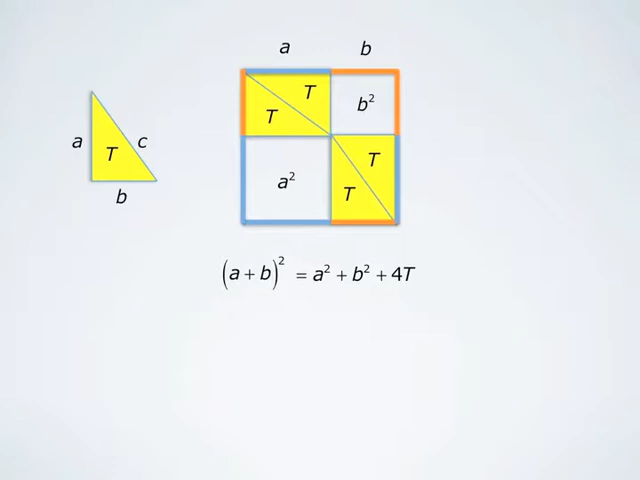 a b
T
b²
T
a c
T
T
a²
T
b
(a + b)² = a² + b² + 4T